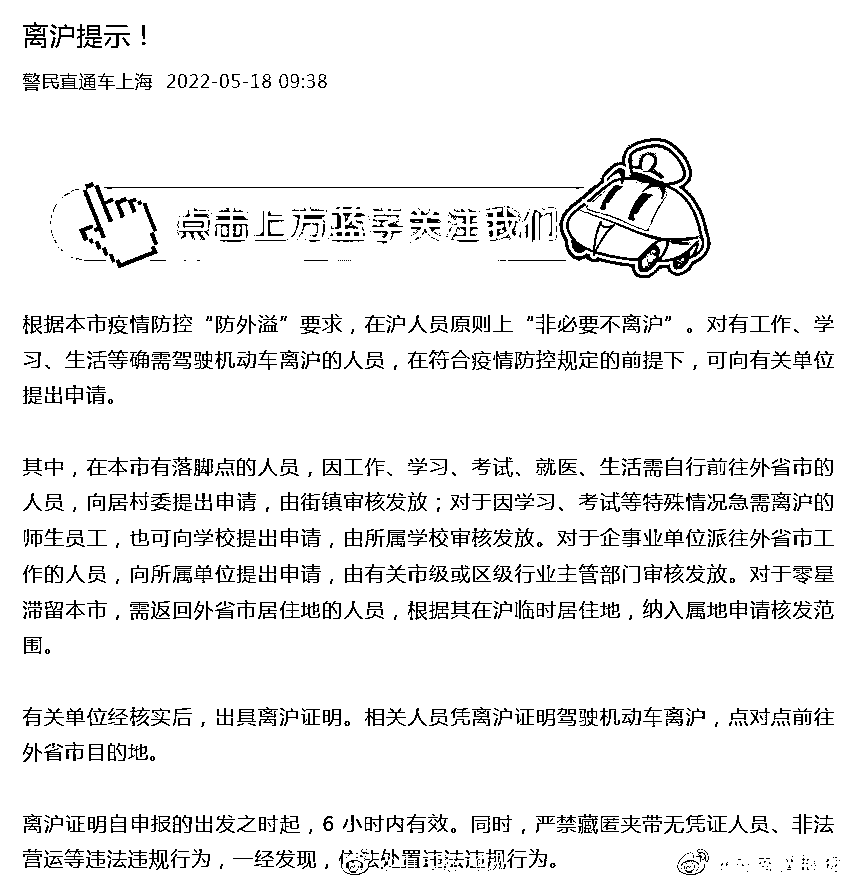 离沪提示！
警民直通车上海 2022-05-18 09:38
点击上方蓝字关注我们
根据本市疫情防控“防外溢”要求，在沪人员原则上“非必要不离沪”。对有工作、学
习、生活等确需驾驶机动车离沪的人员，在符合疫情防控规定的前提下，可向有关单位
提出申请。
其中，在本市有落脚点的人员，因工作、学习、考试、就医、生活需自行前往外省市的
人员，向居村委提出申请，由街镇审核发放；对于因学习、考试等特殊情况急需离沪的
师生员工，也可向学校提出申请，由所属学校审核发放。对于企事业单位派往外省市工
作的人员，向所属单位提出申请，由有关市级或区级行业主管部门审核发放。对于零星
滞留本市，需返回外省市居住地的人员，根据其在沪临时居住地，纳入属地申请核发范
围。
有关单位经核实后，出具离沪证明。相关人员凭离沪证明驾驶机动车离沪，点对点前往
外省市目的地。
离沪证明自申报的出发之时起，6 小时内有效。同时，严禁藏匿夹带无凭证人员、非法
营运等违法违规行为，一经发现，依法处置违法违规行为。